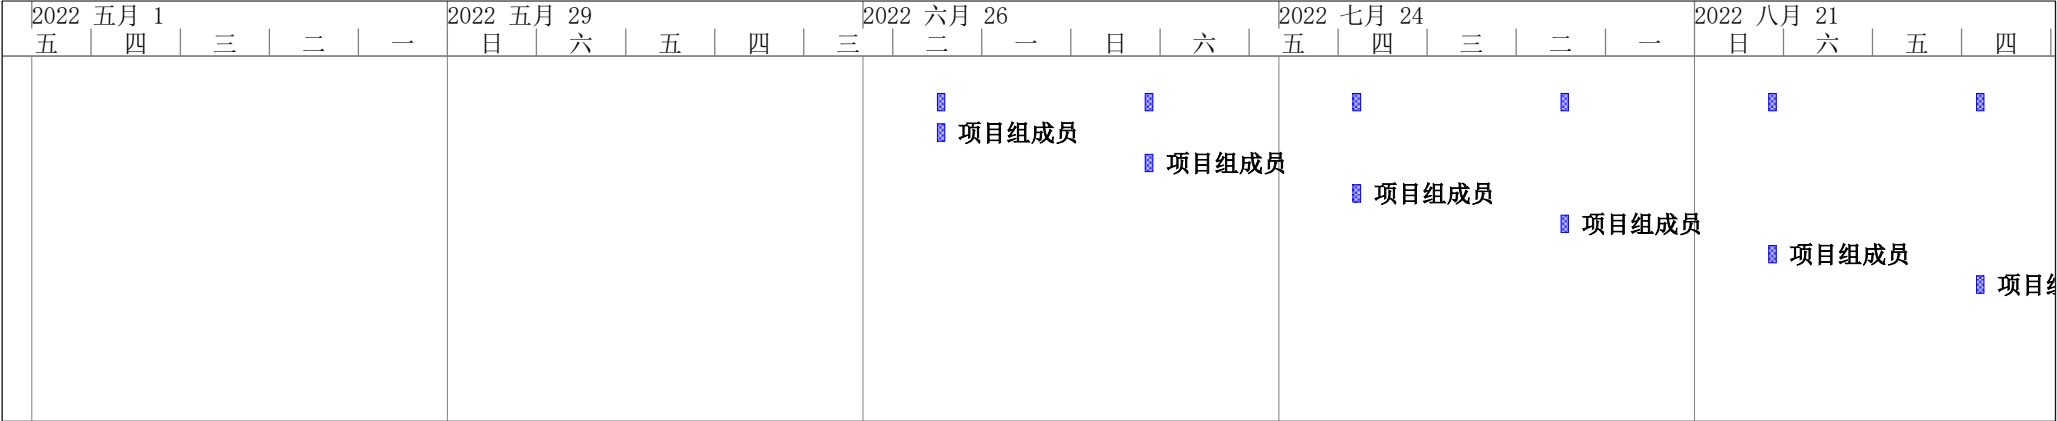 2022 五月 1 2022 五月 29 2022 六月 26 2022 七月 24 2022 八月 21
五 四 三 二 一 日 六 五 四 三 二 一 日 六 五 四 三 二 一 日 六 五 四
项目组成员
项目组成员
项目组成员
项目组成员
项目组成员
项目